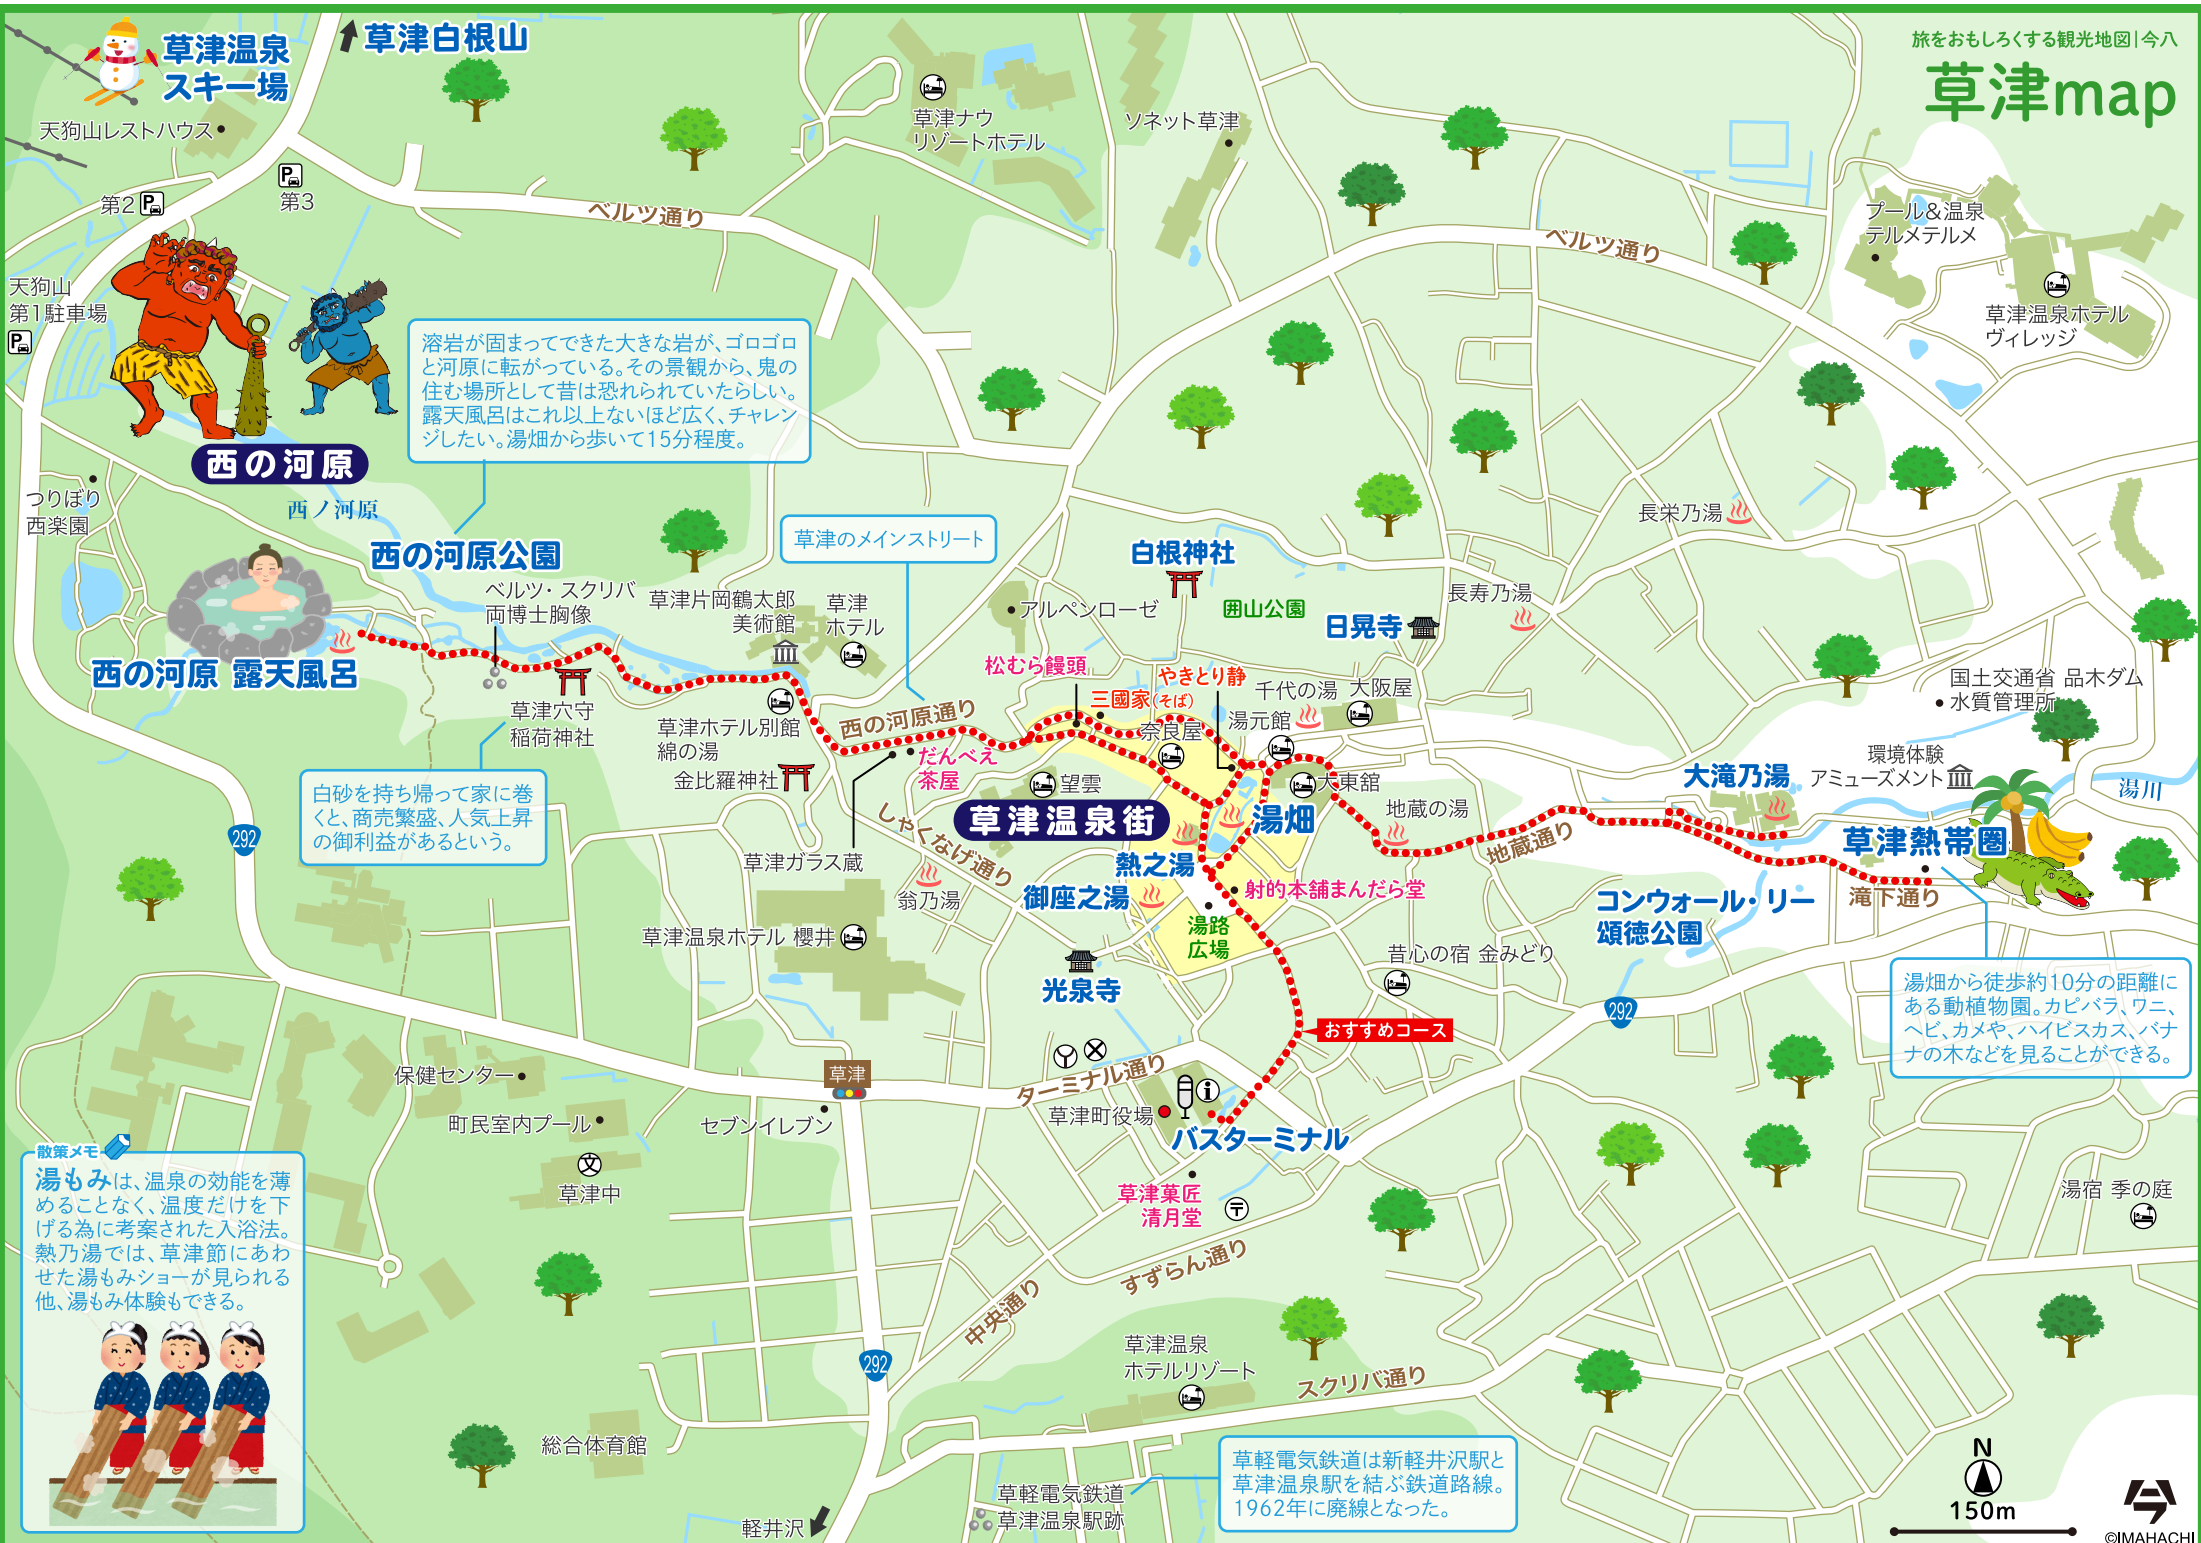 旅をおもしろくする観光地図|今八
草津map
草津温泉
スキー場
草津白根山
天狗山レストハウス
第2
P
P
第3
天狗山
第1駐車場
P
ベルツ通り
草津ナウ
リゾートホテル
ソネット草津
ベルツ通り
プール&温泉
テルメテルメ
草津温泉ホテル
ヴィレッジ
溶岩が固まってできた大きな岩が、ゴロゴロ
と河原に転がっている。その景観から、鬼の
住む場所として昔は恐れられていたらしい。
露天風呂はこれ以上ないほど広く、チャレン
ジしたい。湯畑から歩いて15分程度。
西の河原
西ノ河原
つりぼり
西楽園
西の河原公園
西の河原 露天風呂
ベルツ・スクリバ
両博士胸像
草津穴守
稲荷神社
白砂を持ち帰って家に巻
くと、商売繁盛、人気上昇
の御利益があるという。
草津片岡鶴太郎
美術館
草津
ホテル
草津のメインストリート
草津ホテル別館
綿の湯
金比羅神社
西の河原通り
だんべえ
茶屋
草津ガラス蔵
アルペンローゼ
白根神社
囲山公園
日晃寺
長寿乃湯
長栄乃湯
松むら饅頭
三國家(そば)
やきとり静
奈良屋
千代の湯
大阪屋
湯元館
大東舘
望雲
草津温泉街
湯畑
地蔵の湯
地蔵通り
大滝乃湯
国土交通省 品木ダム
水質管理所
環境体験
アミューズメント
湯川
草津熱帯圏
滝下通り
コンウォール・リー
頌徳公園
湯畑から徒歩約10分の距離に
ある動植物園。カピバラ、ワニ、
ヘビ、カメや、ハイビスカス、バナ
ナの木などを見ることができる。
しゃくなげ通り
翁乃湯
熱之湯
御座之湯
射的本舗まんだら堂
湯路
広場
草津温泉ホテル 櫻井
光泉寺
昔心の宿 金みどり
おすすめコース
292
292
草津
保健センター
町民室内プール
文
草津中
セブンイレブン
ターミナル通り
草津町役場
i
バスターミナル
草津菓匠
清月堂
〒
すずらん通り
中央通り
292
湯宿 季の庭
草津温泉
ホテルリゾート
スクリバ通り
総合体育館
軽井沢
草軽電気鉄道
草津温泉駅跡
草軽電気鉄道は新軽井沢駅と
草津温泉駅を結ぶ鉄道路線。
1962年に廃線となった。
散策メモ
湯もみは、温泉の効能を薄
めることなく、温度だけを下
げる為に考案された入浴法。
熱乃湯では、草津節にあわ
せた湯もみショーが見られる
他、湯もみ体験もできる。
N
150m
©IMAHACHI